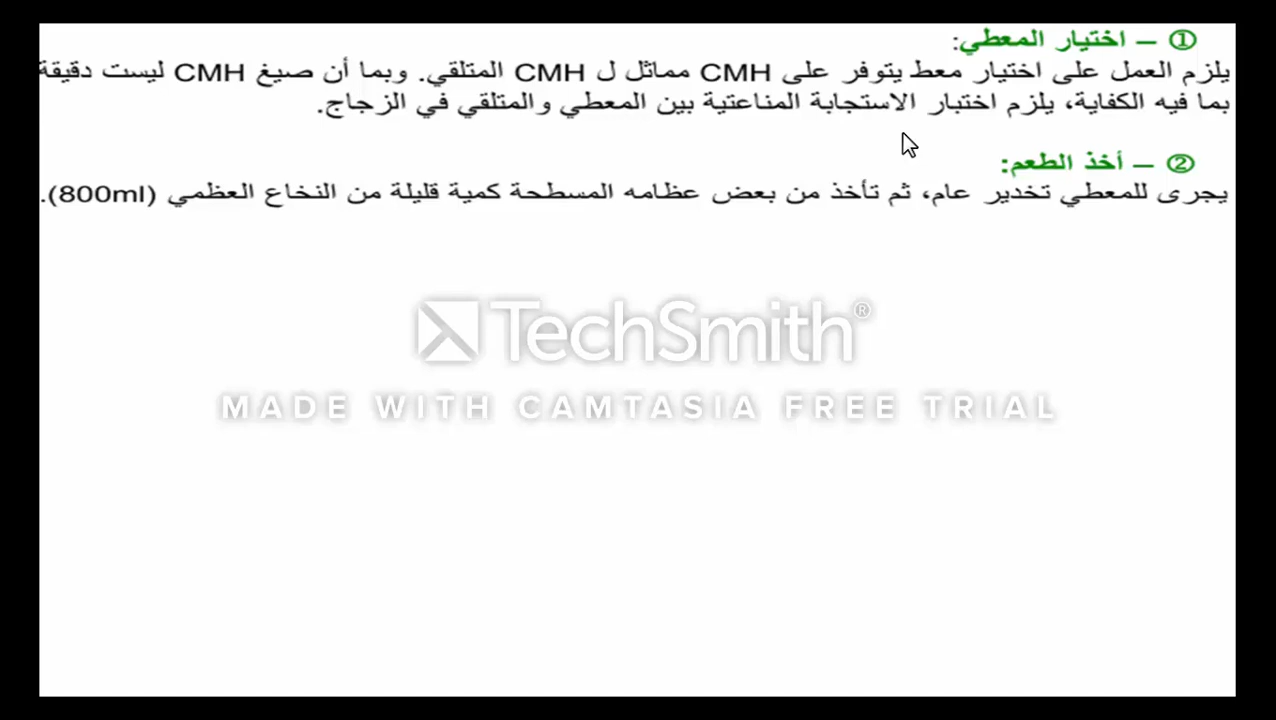 ① – اختيار المعطي:
يلزم العمل على اختيار معط يتوفر على CMH مماثل ل CMH المتلقي. وبما أن صيغ CMH ليست دقيقة
بما فيه الكفاية، يلزم اختبار الاستجابة المناعتية بين المعطي والمتلقي في الزجاج.
② – أخذ الطعم:
يجرى للمعطي تخدير عام، ثم تأخذ من بعض عظامه المسطحة كمية قليلة من النخاع العظمي (800ml).
TechSmith®
MADE WITH CAMTASIA FREE TRIAL